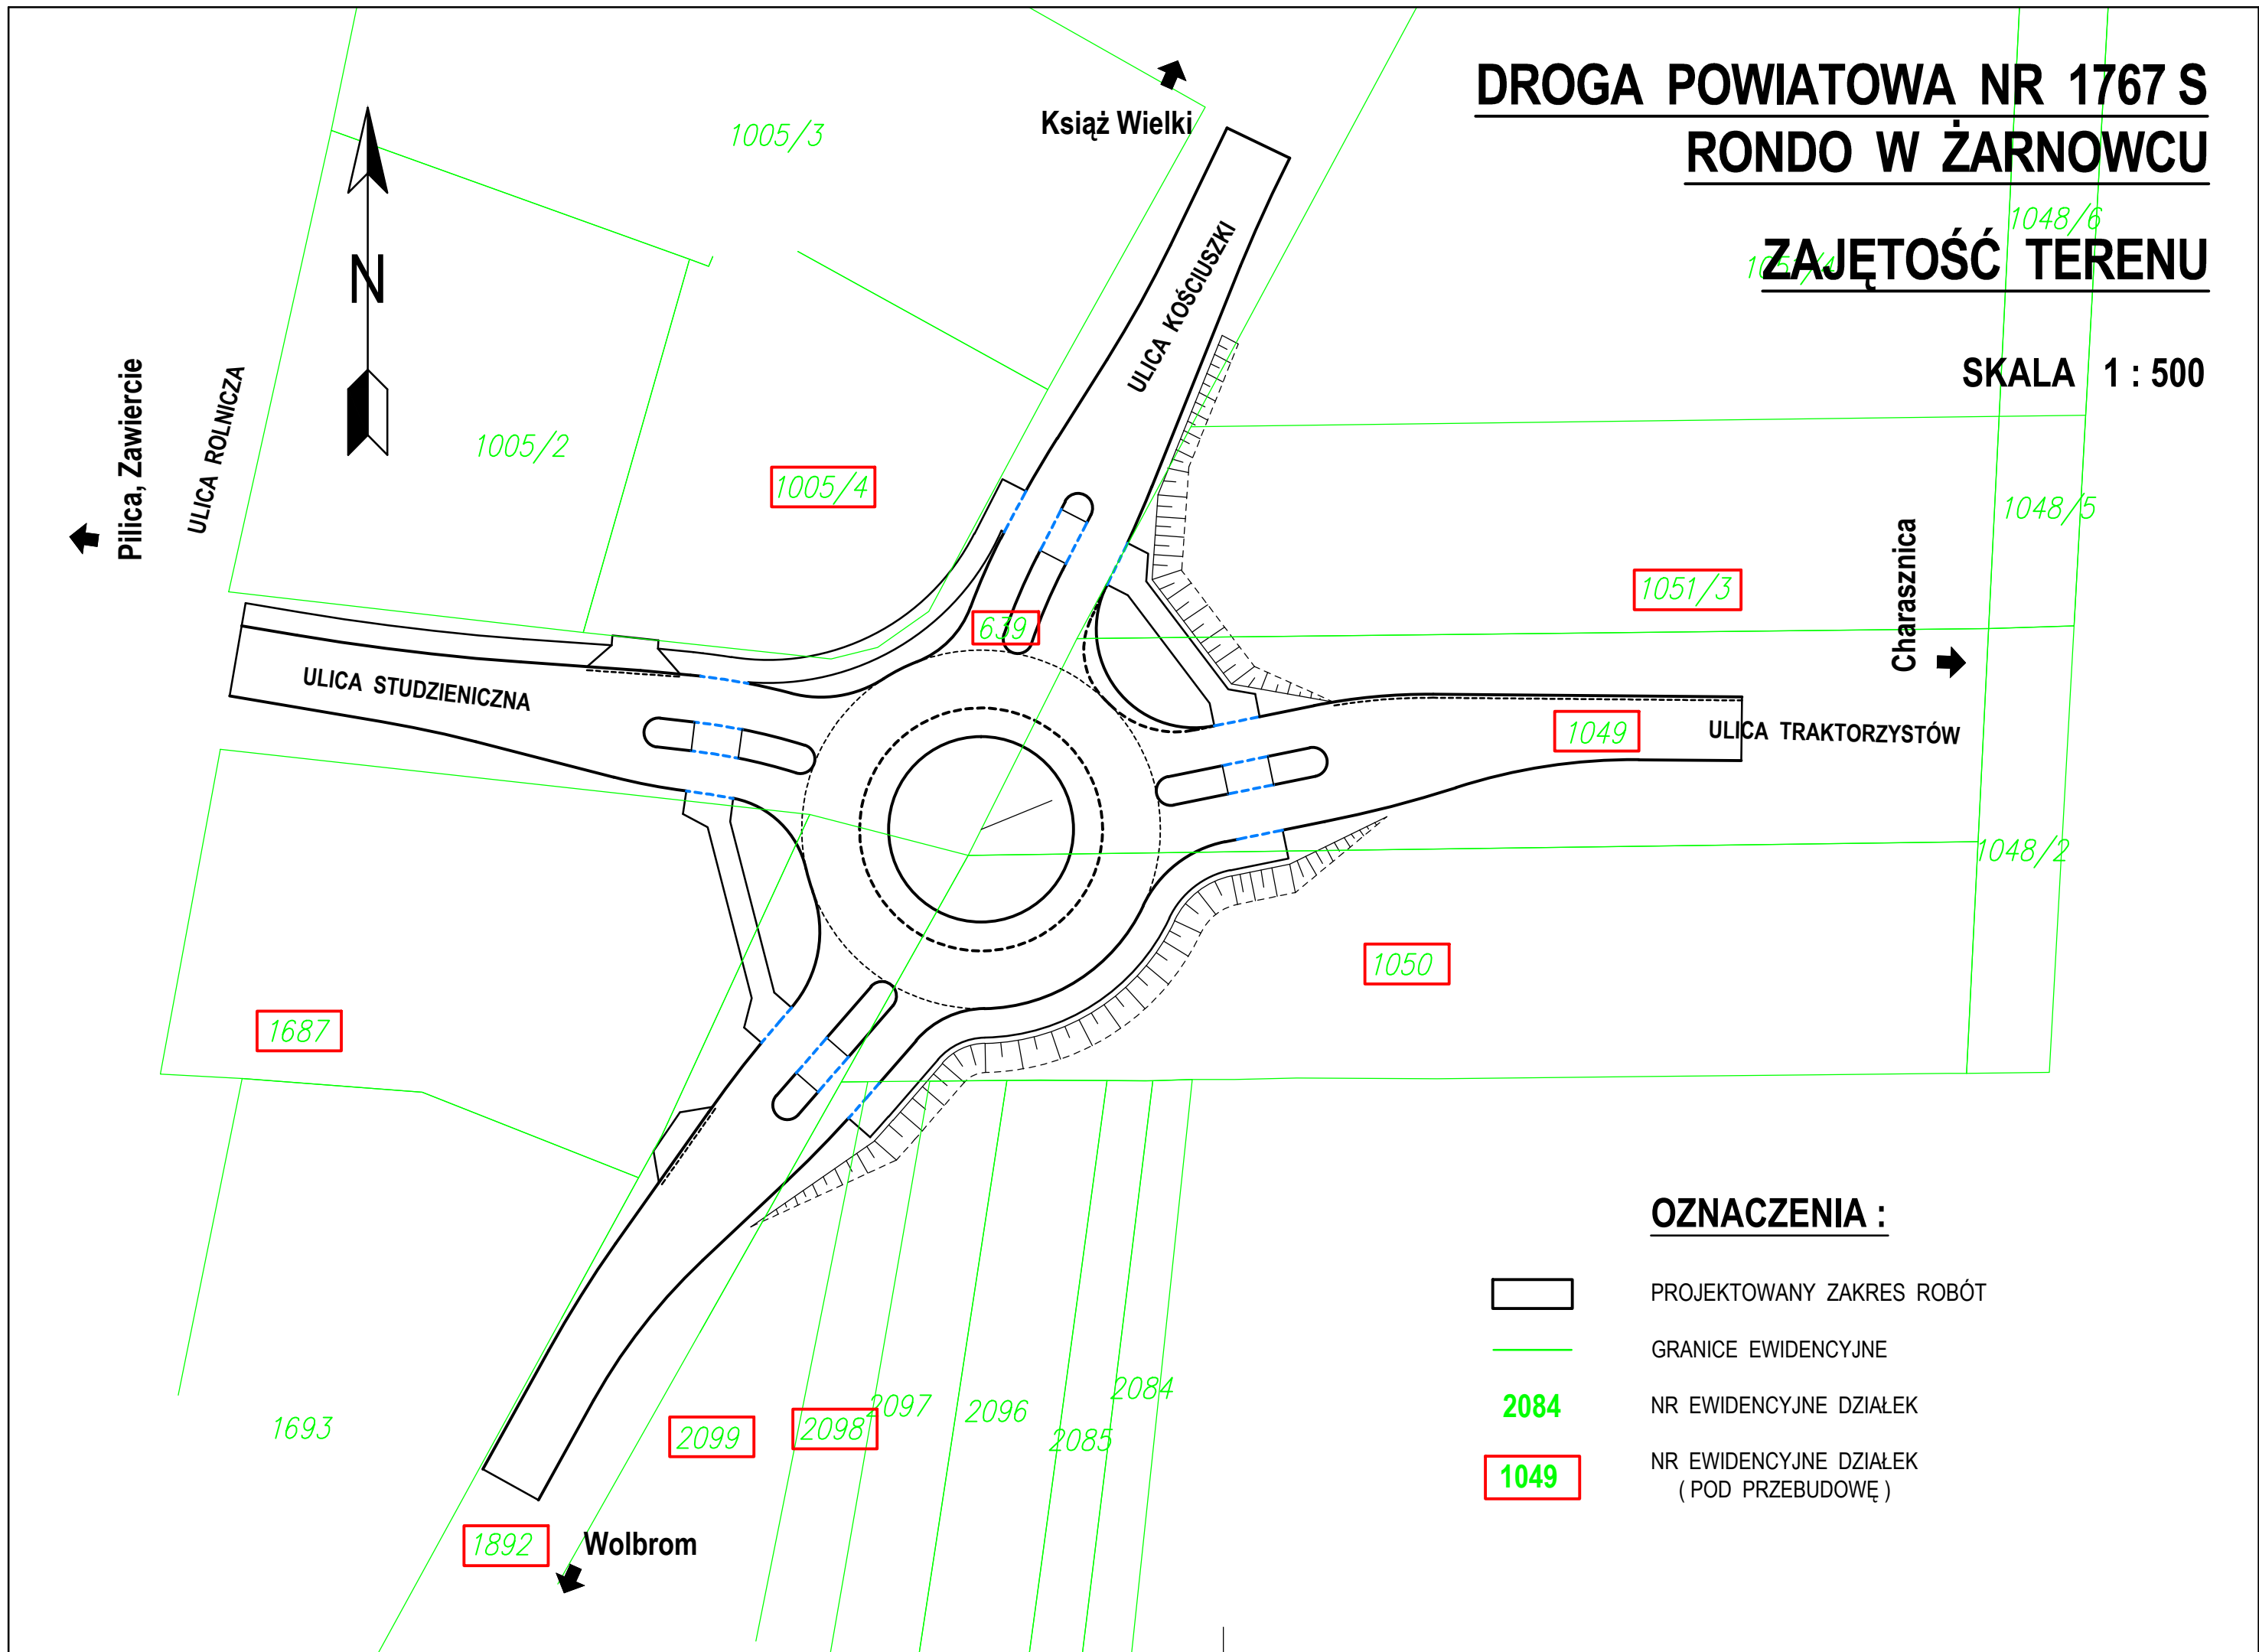 DROGA POWIATOWA NR 1767 S
RONDO W ŻARNOWCU
ZAJĘTOŚĆ TERENU
SKALA 1 : 500
Książ Wielki
1005/3
1048/6
N
ULICA KOŚCIUSZKI
Pilica, Zawiercie
ULICA ROLNICZA
1005/2
1005/4
1048/5
1051/3
Charasznica
639
ULICA STUDZIENICZNA
1049
ULICA TRAKTORZYSTÓW
1048/2
1050
1687
1693
2099
2098
2097
2096
2085
2084
1892
Wolbrom
OZNACZENIA :
PROJEKTOWANY ZAKRES ROBÓT
GRANICE EWIDENCYJNE
2084 NR EWIDENCYJNE DZIAŁEK
1049 NR EWIDENCYJNE DZIAŁEK
( POD PRZEBUDOWĘ )